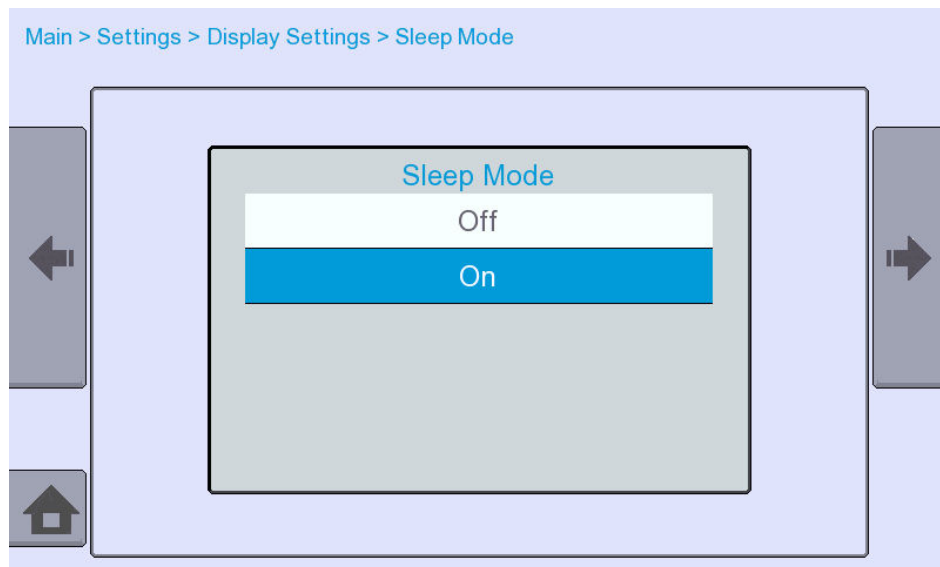 Main > Settings > Display Settings > Sleep Mode
Sleep Mode
Off
On